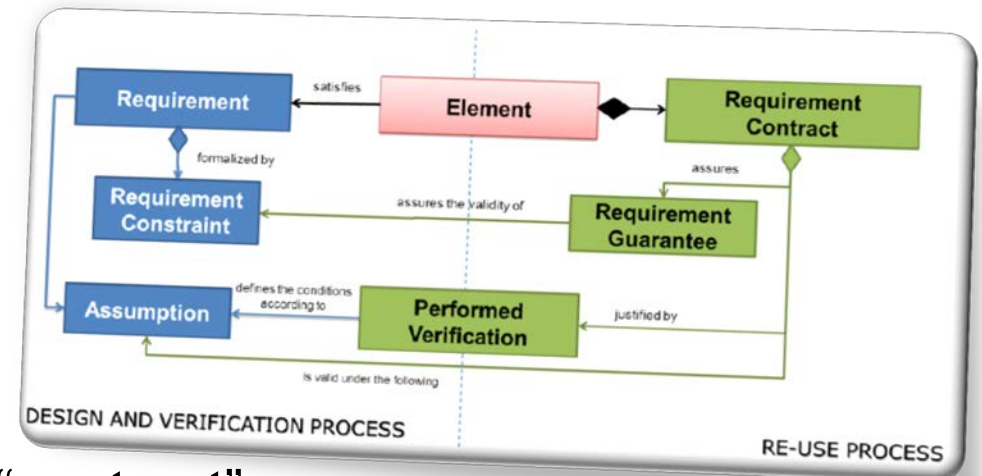 Requirement
satisfies
Element
Requirement
Contract
formalized by
assures
Requirement
Constraint
assures the validity of
Requirement
Guarantee
Assumption
defines the conditions
according to
Performed
Verification
justified by
is valid under the following
DESIGN AND VERIFICATION PROCESS
RE-USE PROCESS